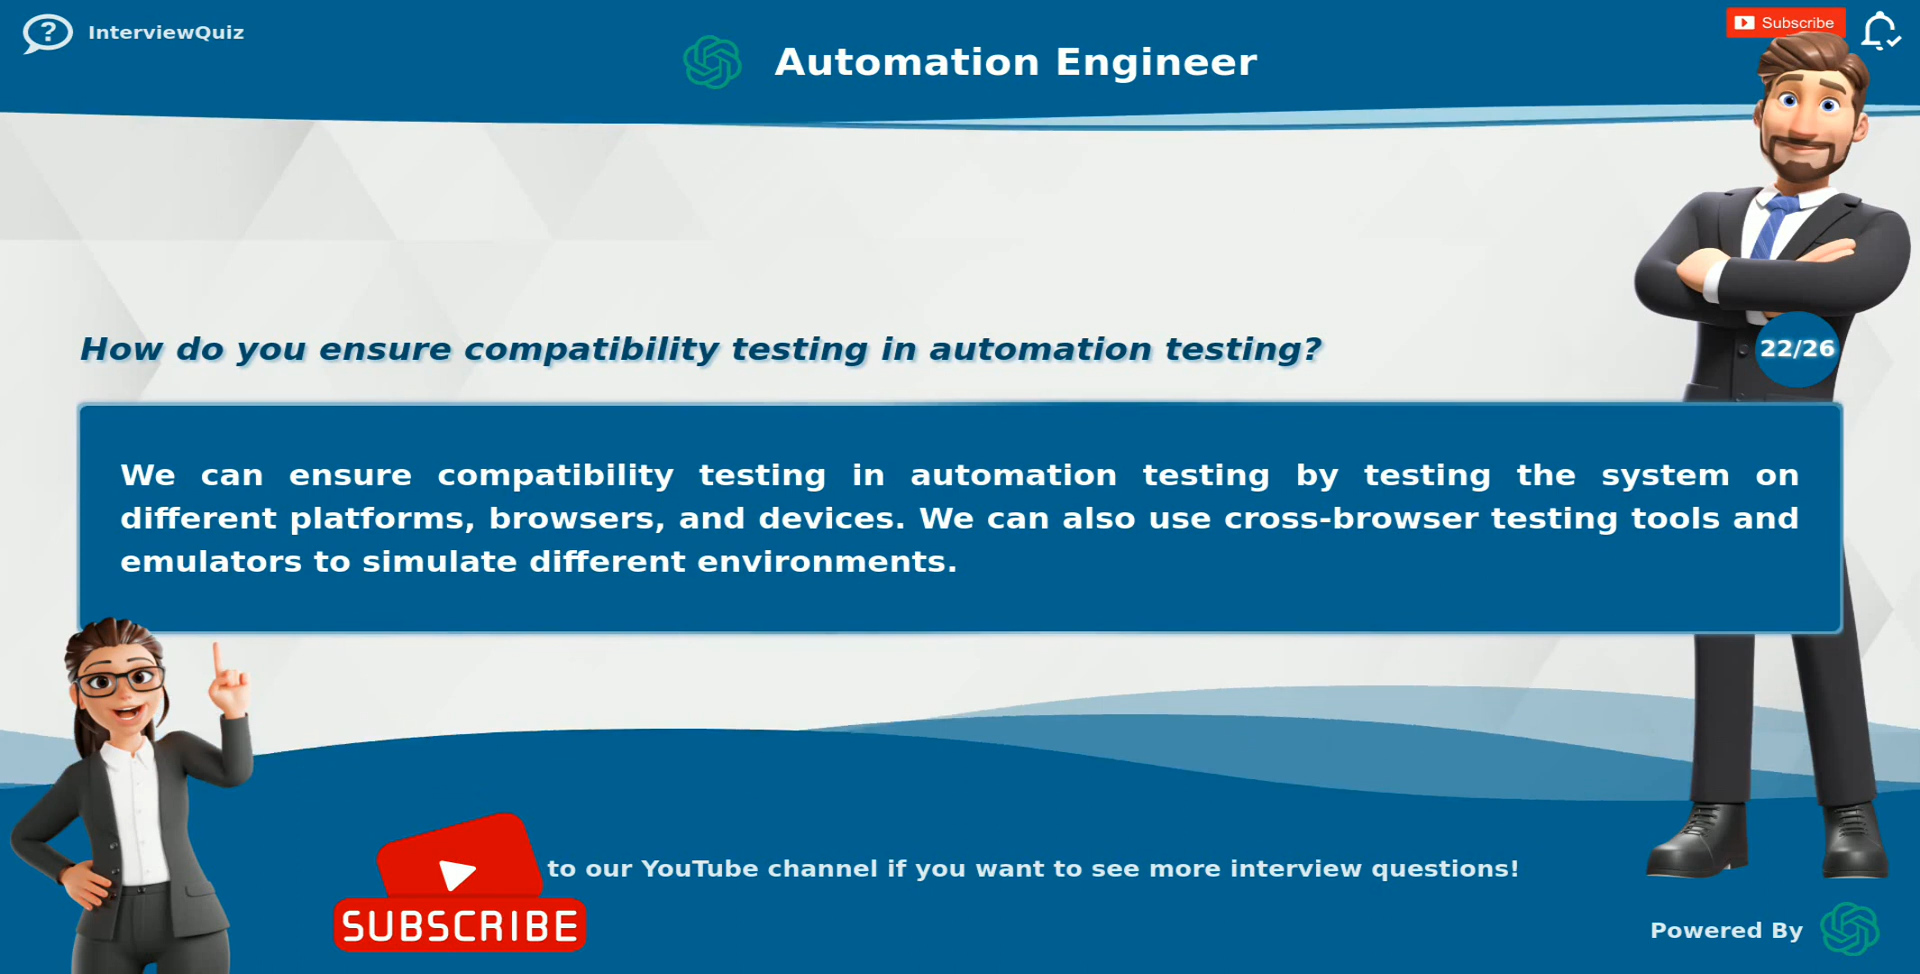 InterviewQuiz
Subscribe
Automation Engineer
How do you ensure compatibility testing in automation testing?
22/26
We can ensure compatibility testing in automation testing by testing the system on
different platforms, browsers, and devices. We can also use cross-browser testing tools and
emulators to simulate different environments.
to our YouTube channel if you want to see more interview questions!
SUBSCRIBE
Powered By